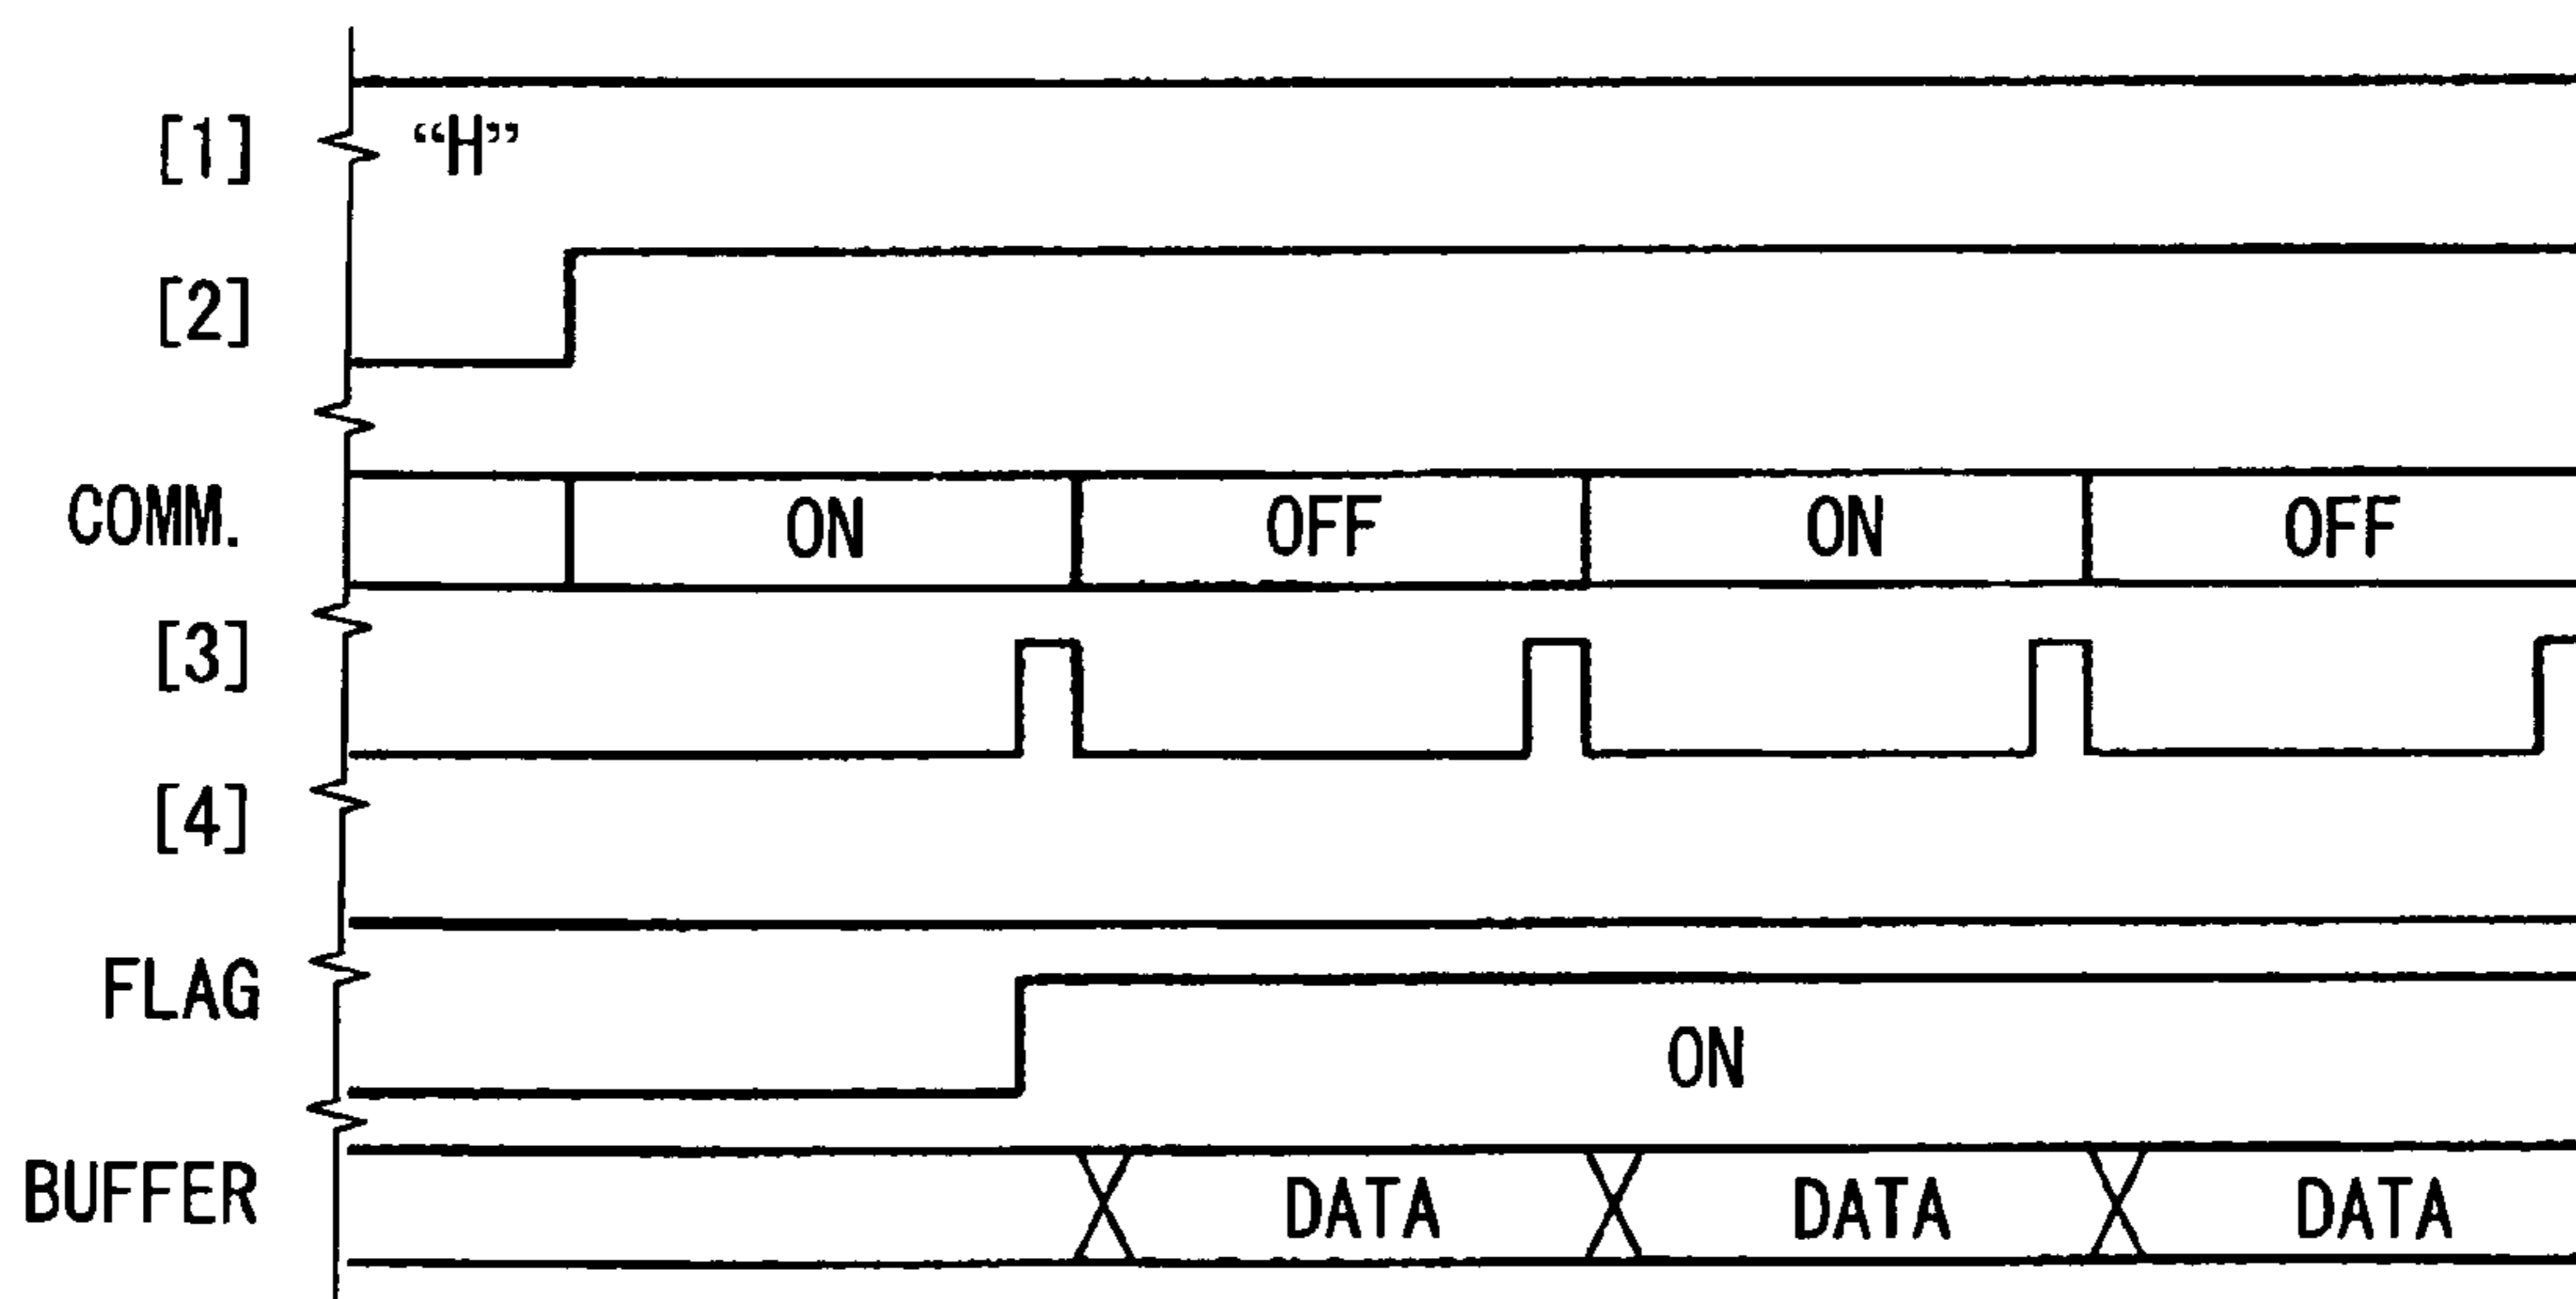 [1] “H”
[2]
COMM. ON OFF ON OFF
[3]
[4]
FLAG
ON
BUFFER DATA DATA DATA